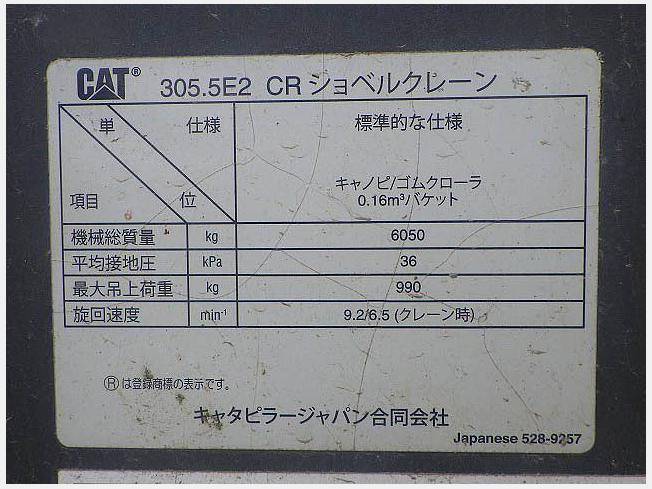 CAT® 305.5E2 CR ショベルクレーン
単 仕様 標準的な仕様
キャノピ/ゴムクローラ
項目 位 0.16m³バケット
機械総質量 kg 6050
平均接地圧 kPa 36
最大吊上荷重 kg 990
旋回速度 min⁻¹ 9.2/6.5 (クレーン時)
Ⓡは登録商標の表示です。
キャタピラージャパン合同会社
Japanese 528-9257